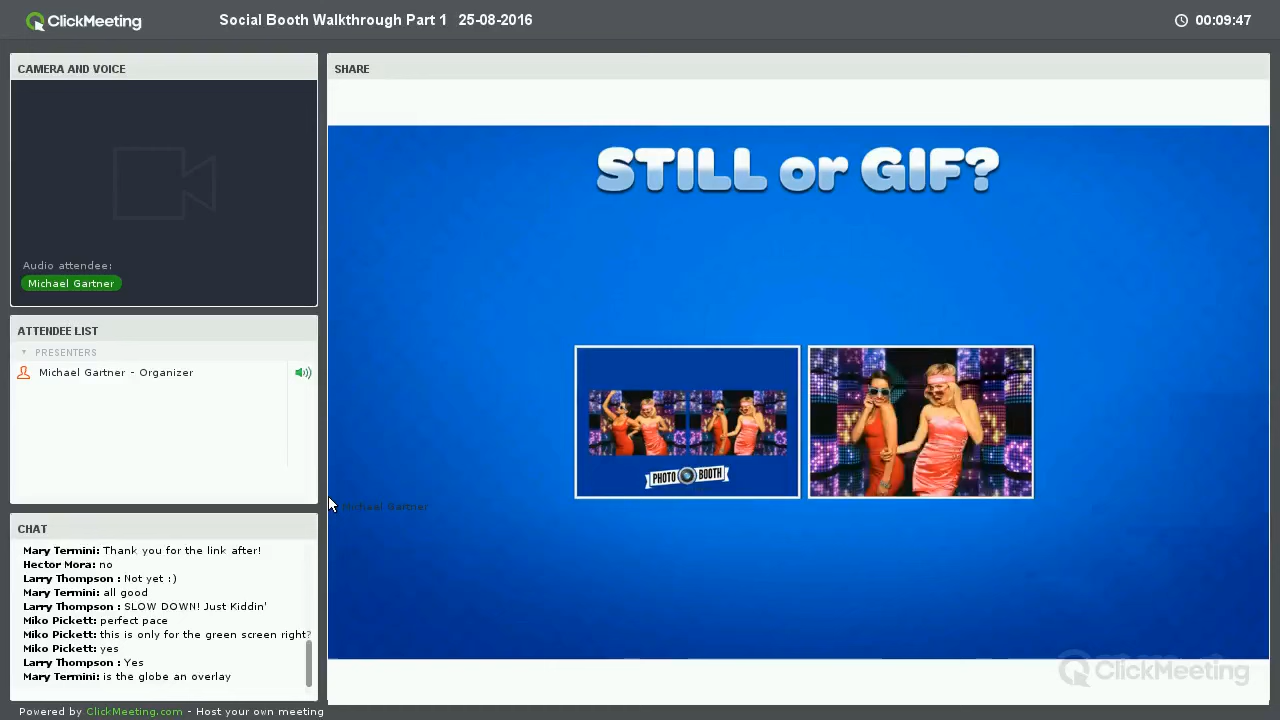 ClickMeeting
Social Booth Walkthrough Part 1 25-08-2016
00:09:47
CAMERA AND VOICE
Audio attendee:
Michael Gartner
ATTENDEE LIST
PRESENTERS
Michael Gartner - Organizer
CHAT
Mary Termini: Thank you for the link after!
Hector Mora: no
Larry Thompson : Not yet :)
Mary Termini: all good
Larry Thompson : SLOW DOWN! Just Kiddin'
Miko Pickett: perfect pace
Miko Pickett: this is only for the green screen right?
Miko Pickett: yes
Larry Thompson : Yes
Mary Termini: is the globe an overlay
Powered by ClickMeeting.com - Host your own meeting
SHARE
STILL or GIF?
PHOTO BOOTH
Michael Gartner
ClickMeeting